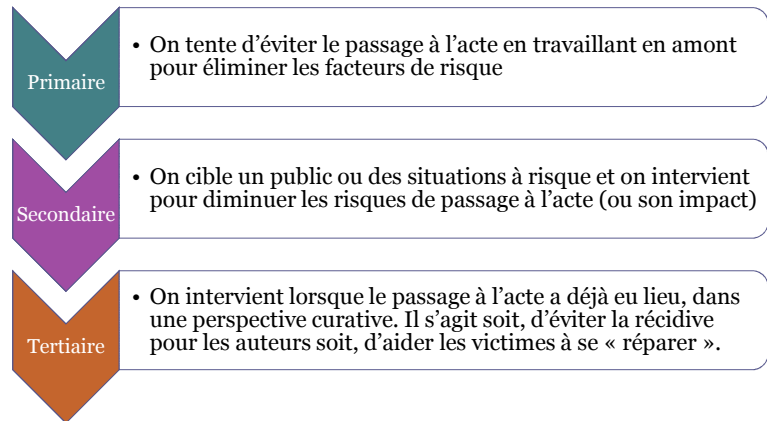 Primaire
• On tente d’éviter le passage à l’acte en travaillant en amont
pour éliminer les facteurs de risque
Secondaire
• On cible un public ou des situations à risque et on intervient
pour diminuer les risques de passage à l’acte (ou son impact)
Tertiaire
• On intervient lorsque le passage à l’acte a déjà eu lieu, dans
une perspective curative. Il s’agit soit, d’éviter la récidive
pour les auteurs soit, d’aider les victimes à se « réparer ».